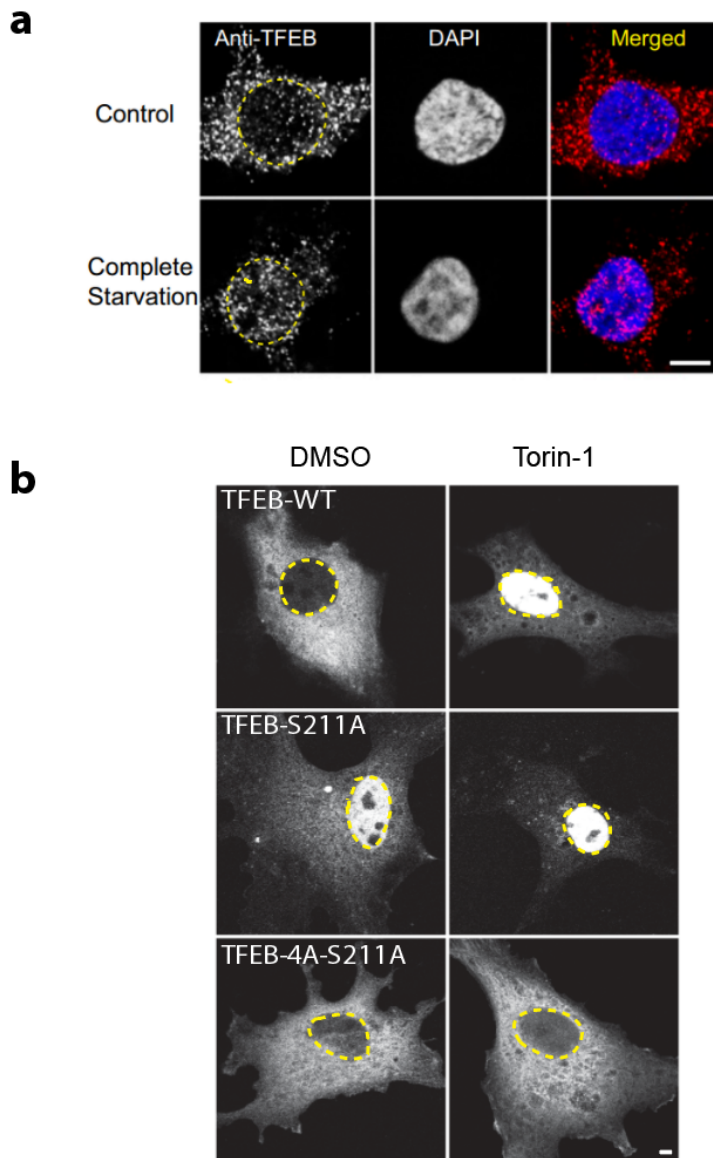 a
Anti-TFEB DAPI Merged
Control
Complete
Starvation
b
DMSO Torin-1
TFEB-WT
TFEB-S211A
TFEB-4A-S211A